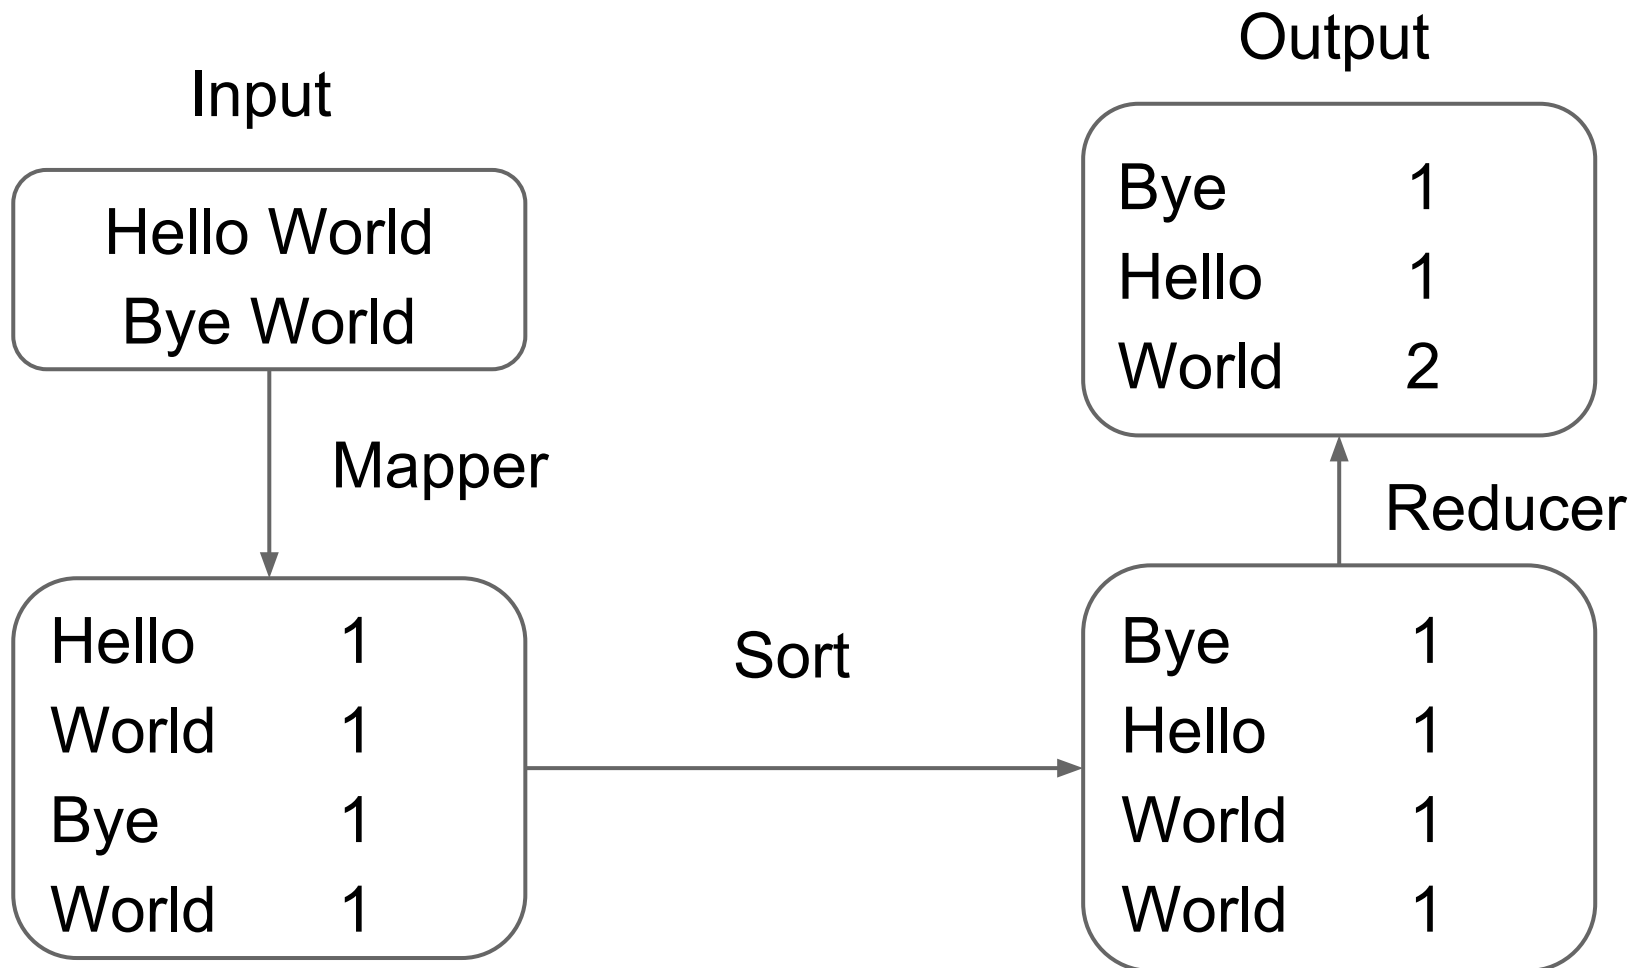 Input
Hello World
Bye World
Mapper
Hello 1
World 1
Bye 1
World 1
Sort
Bye 1
Hello 1
World 1
World 1
Reducer
Output
Bye 1
Hello 1
World 2